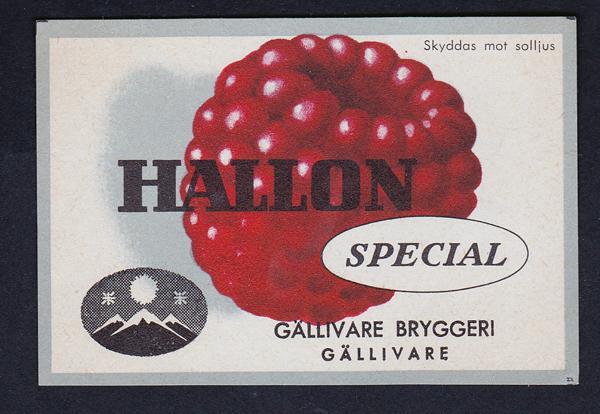 Skyddas mot solljus
HALLON
SPECIAL
GÄLLIVARE BRYGGERI
GÄLLIVARE